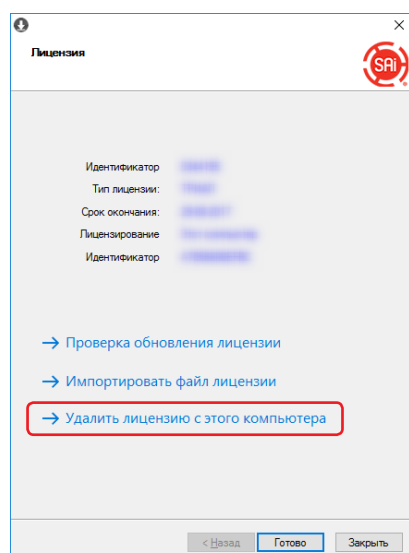 Лицензия
SAi
Идентификатор
Тип лицензии:
Срок окончания:
Лицензирование
Идентификатор
→ Проверка обновления лицензии
→ Импортировать файл лицензии
→ Удалить лицензию с этого компьютера
< Назад Готово Закрыть